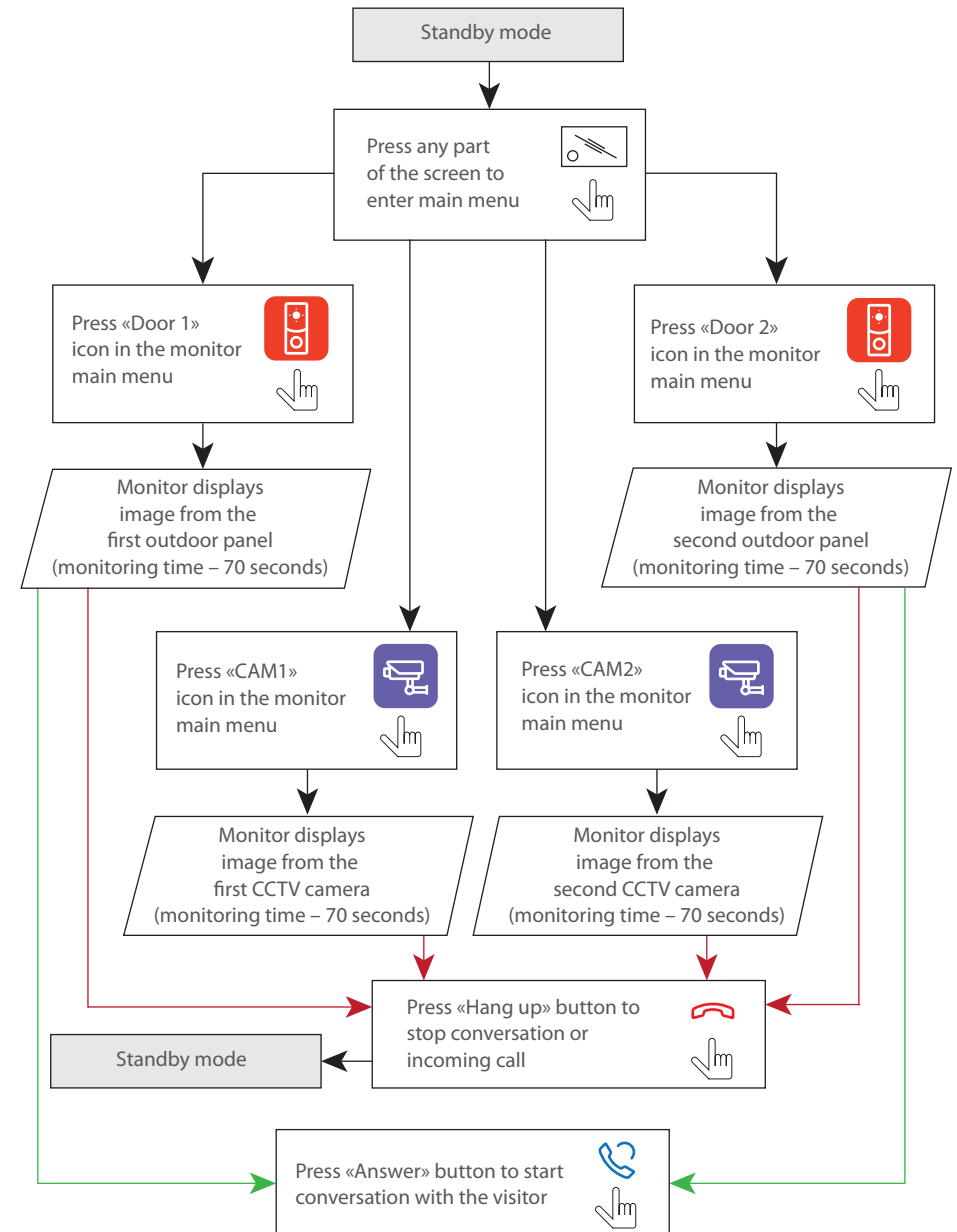 Standby mode
Press any part
of the screen to
enter main menu
Press «Door 1»
icon in the monitor
main menu
Press «Door 2»
icon in the monitor
main menu
Monitor displays
image from the
first outdoor panel
(monitoring time – 70 seconds)
Monitor displays
image from the
second outdoor panel
(monitoring time – 70 seconds)
Press «CAM1»
icon in the monitor
main menu
Press «CAM2»
icon in the monitor
main menu
Monitor displays
image from the
first CCTV camera
(monitoring time – 70 seconds)
Monitor displays
image from the
second CCTV camera
(monitoring time – 70 seconds)
Press «Hang up» button to
stop conversation or
incoming call
Standby mode
Press «Answer» button to start
conversation with the visitor